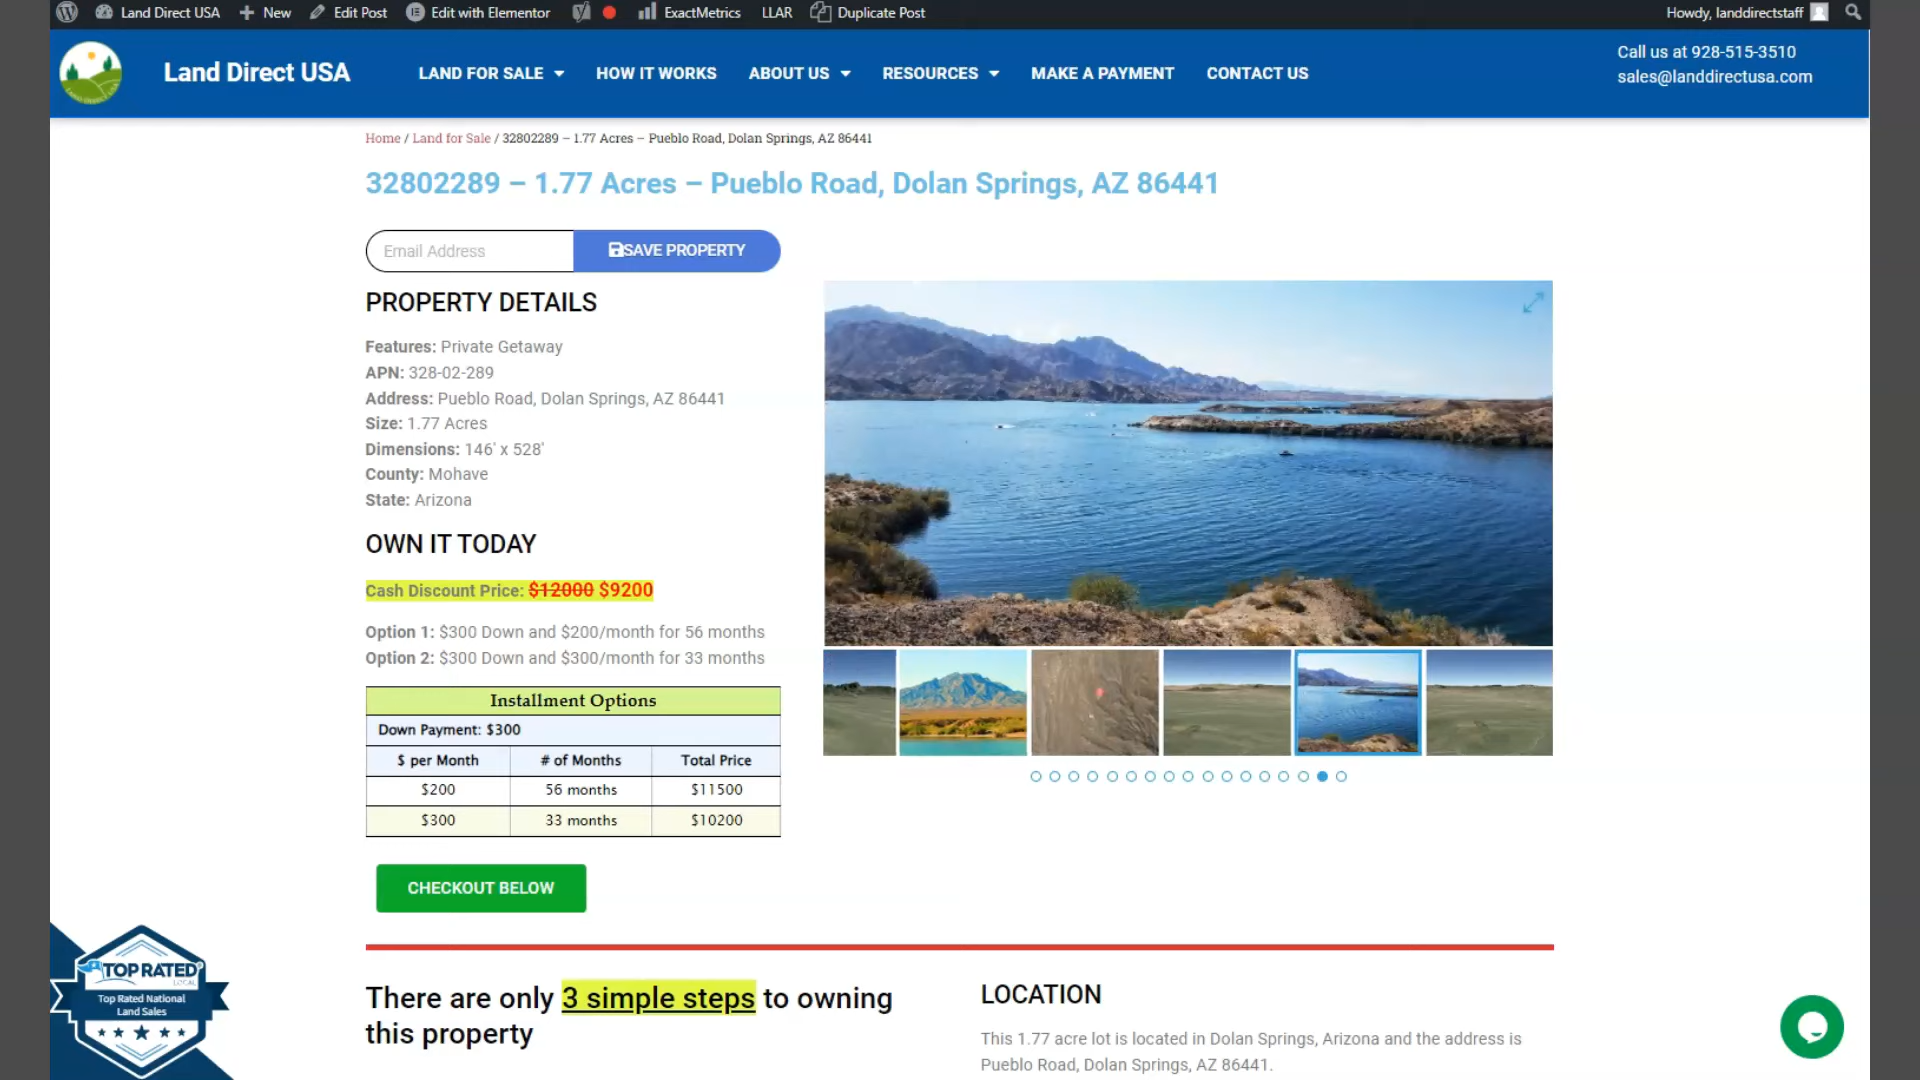 Land Direct USA
New
Edit Post
Edit with Elementor
ExactMetrics
LLAR
Duplicate Post
Howdy, landdirectstaff
Land Direct USA
LAND FOR SALE
HOW IT WORKS
ABOUT US
RESOURCES
MAKE A PAYMENT
CONTACT US
Call us at 928-515-3510
sales@landdirectusa.com
Home / Land for Sale / 32802289 – 1.77 Acres – Pueblo Road, Dolan Springs, AZ 86441
32802289 – 1.77 Acres – Pueblo Road, Dolan Springs, AZ 86441
Email Address
SAVE PROPERTY
PROPERTY DETAILS
Features: Private Getaway
APN: 328-02-289
Address: Pueblo Road, Dolan Springs, AZ 86441
Size: 1.77 Acres
Dimensions: 146' x 528'
County: Mohave
State: Arizona
OWN IT TODAY
Cash Discount Price: $12000 $9200
Option 1: $300 Down and $200/month for 56 months
Option 2: $300 Down and $300/month for 33 months
Installment Options
Down Payment: $300
$ per Month # of Months Total Price
$200 56 months $11500
$300 33 months $10200
CHECKOUT BELOW
TOP RATED
LOCAL
Top Rated National
Land Sales
There are only 3 simple steps to owning
this property
LOCATION
This 1.77 acre lot is located in Dolan Springs, Arizona and the address is
Pueblo Road, Dolan Springs, AZ 86441.